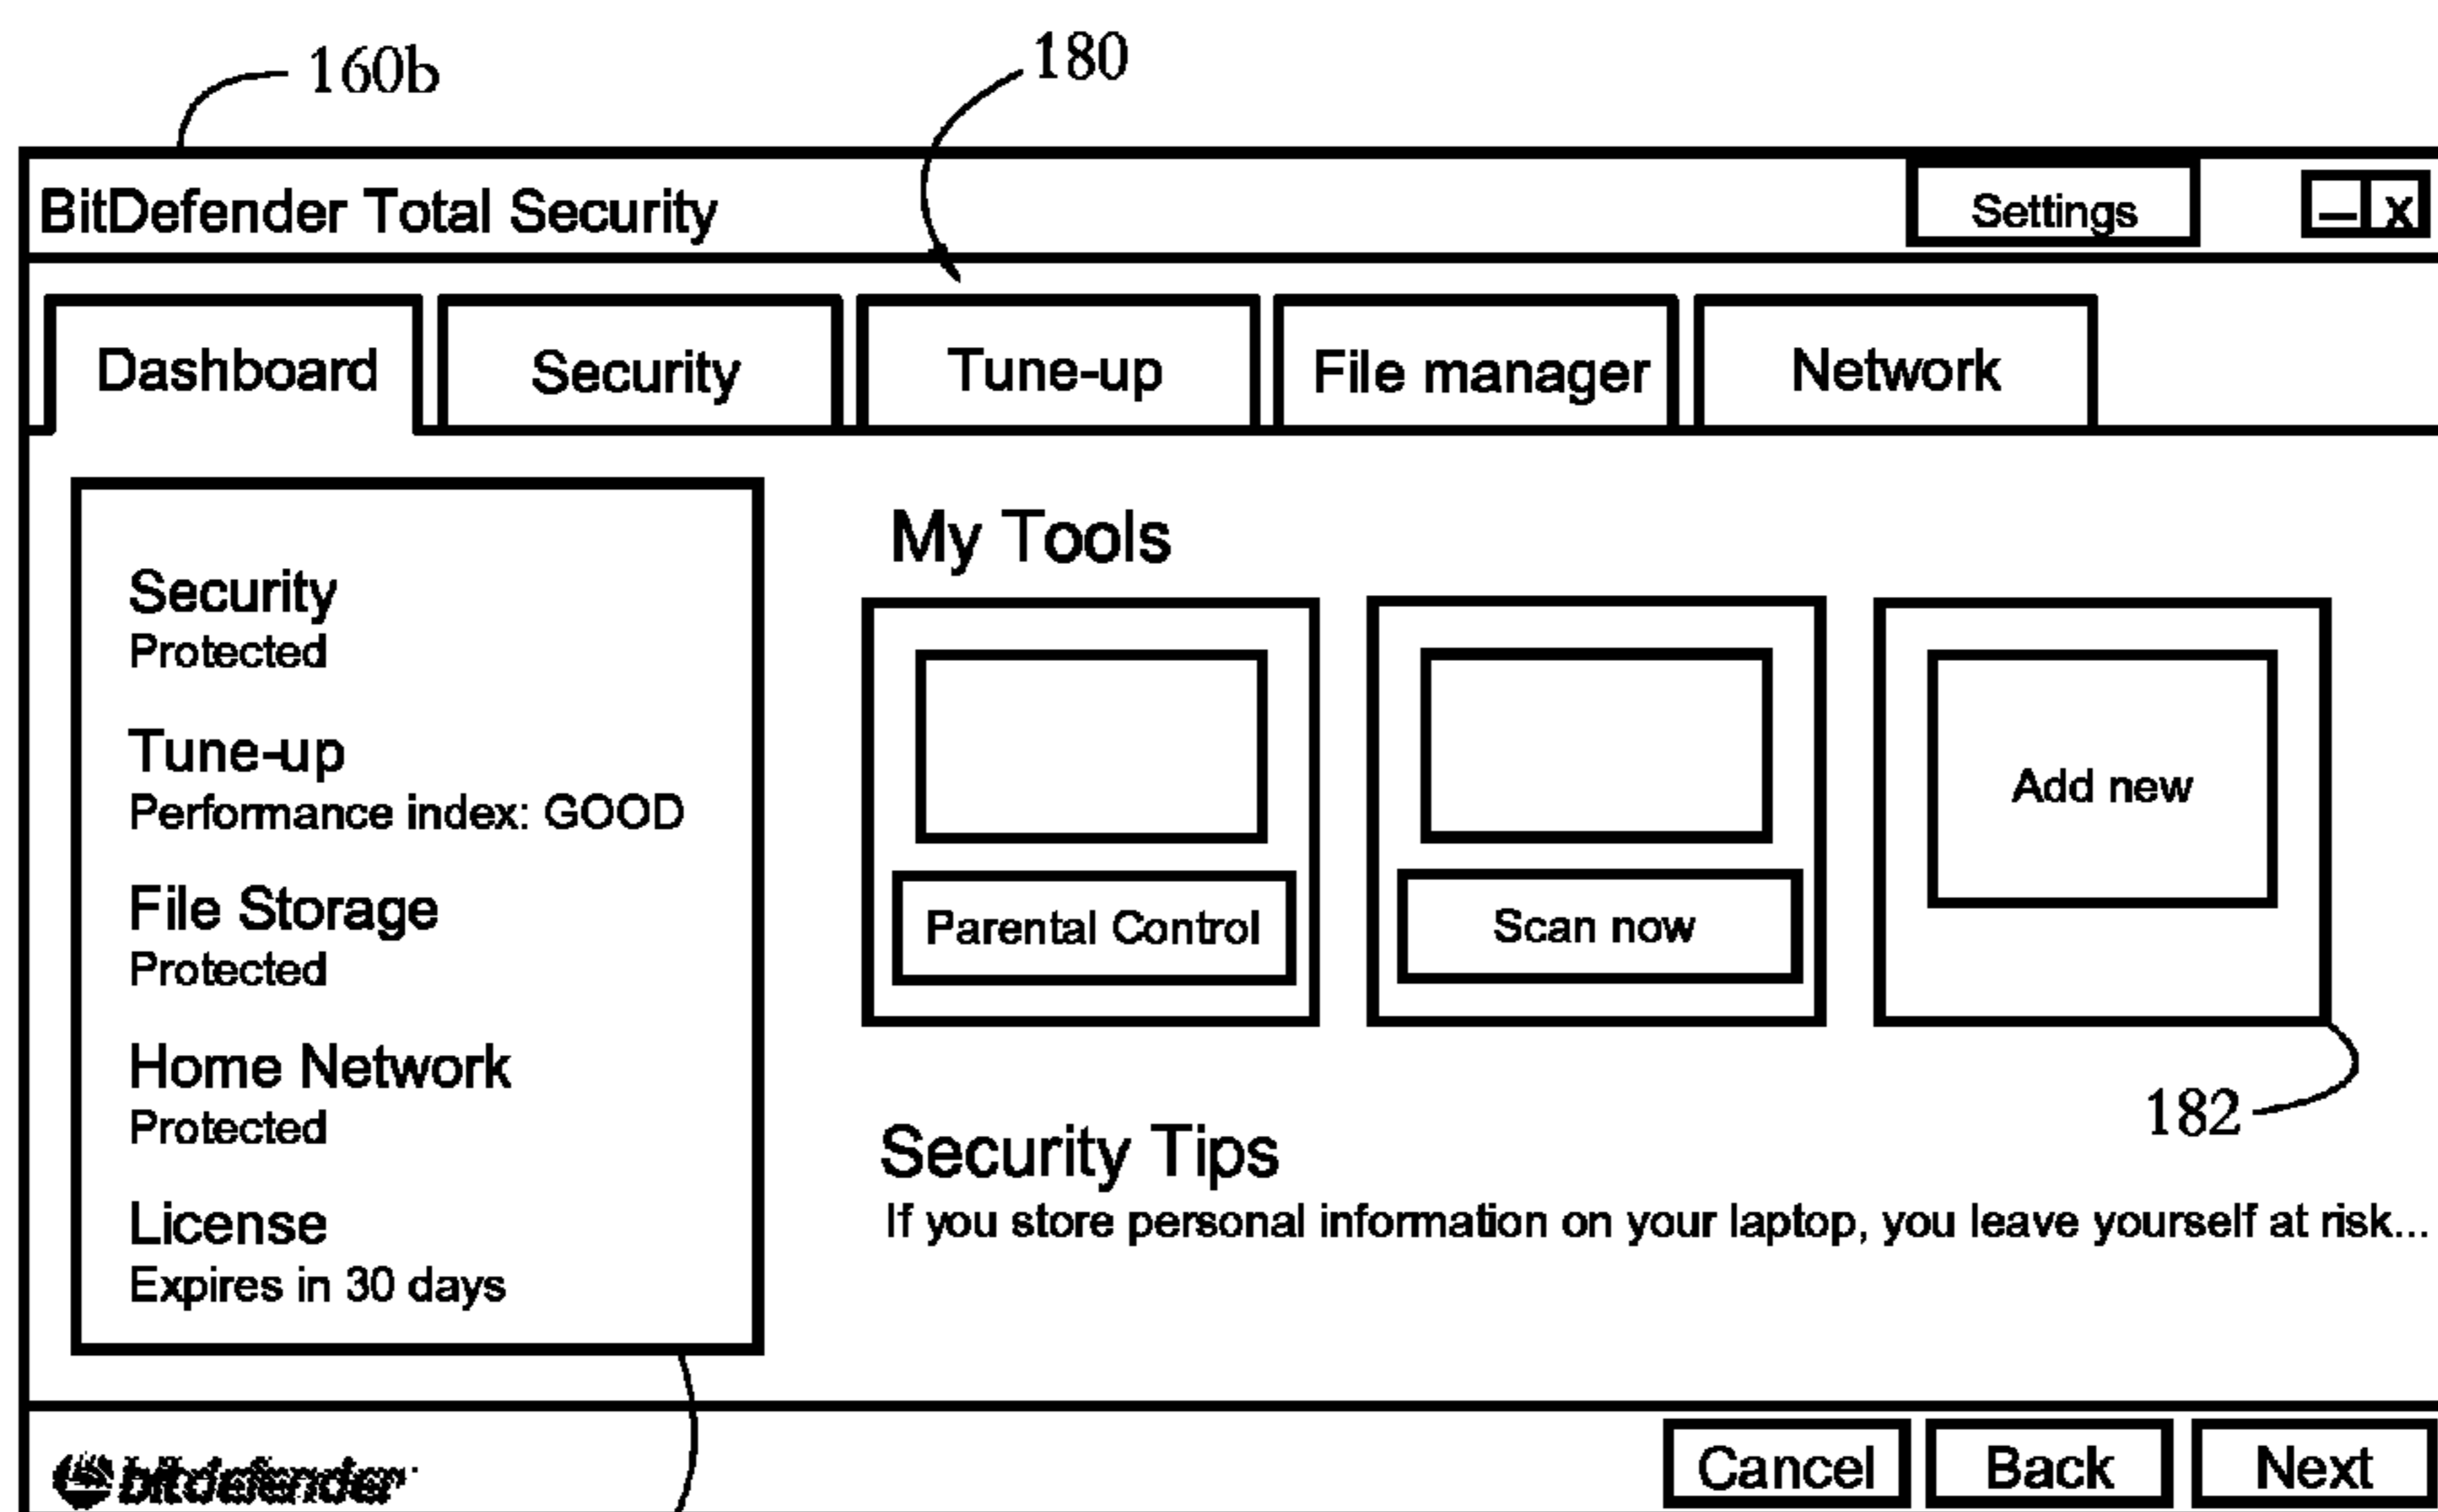 160b
180
BitDefender Total Security
Settings
X
Dashboard
Security
Tune-up
File manager
Network
Security
Protected
Tune-up
Performance index: GOOD
File Storage
Protected
Home Network
Protected
License
Expires in 30 days
My Tools
Parental Control
Scan now
Add new
182
Security Tips
If you store personal information on your laptop, you leave yourself at risk...
bitdefender
Cancel
Back
Next